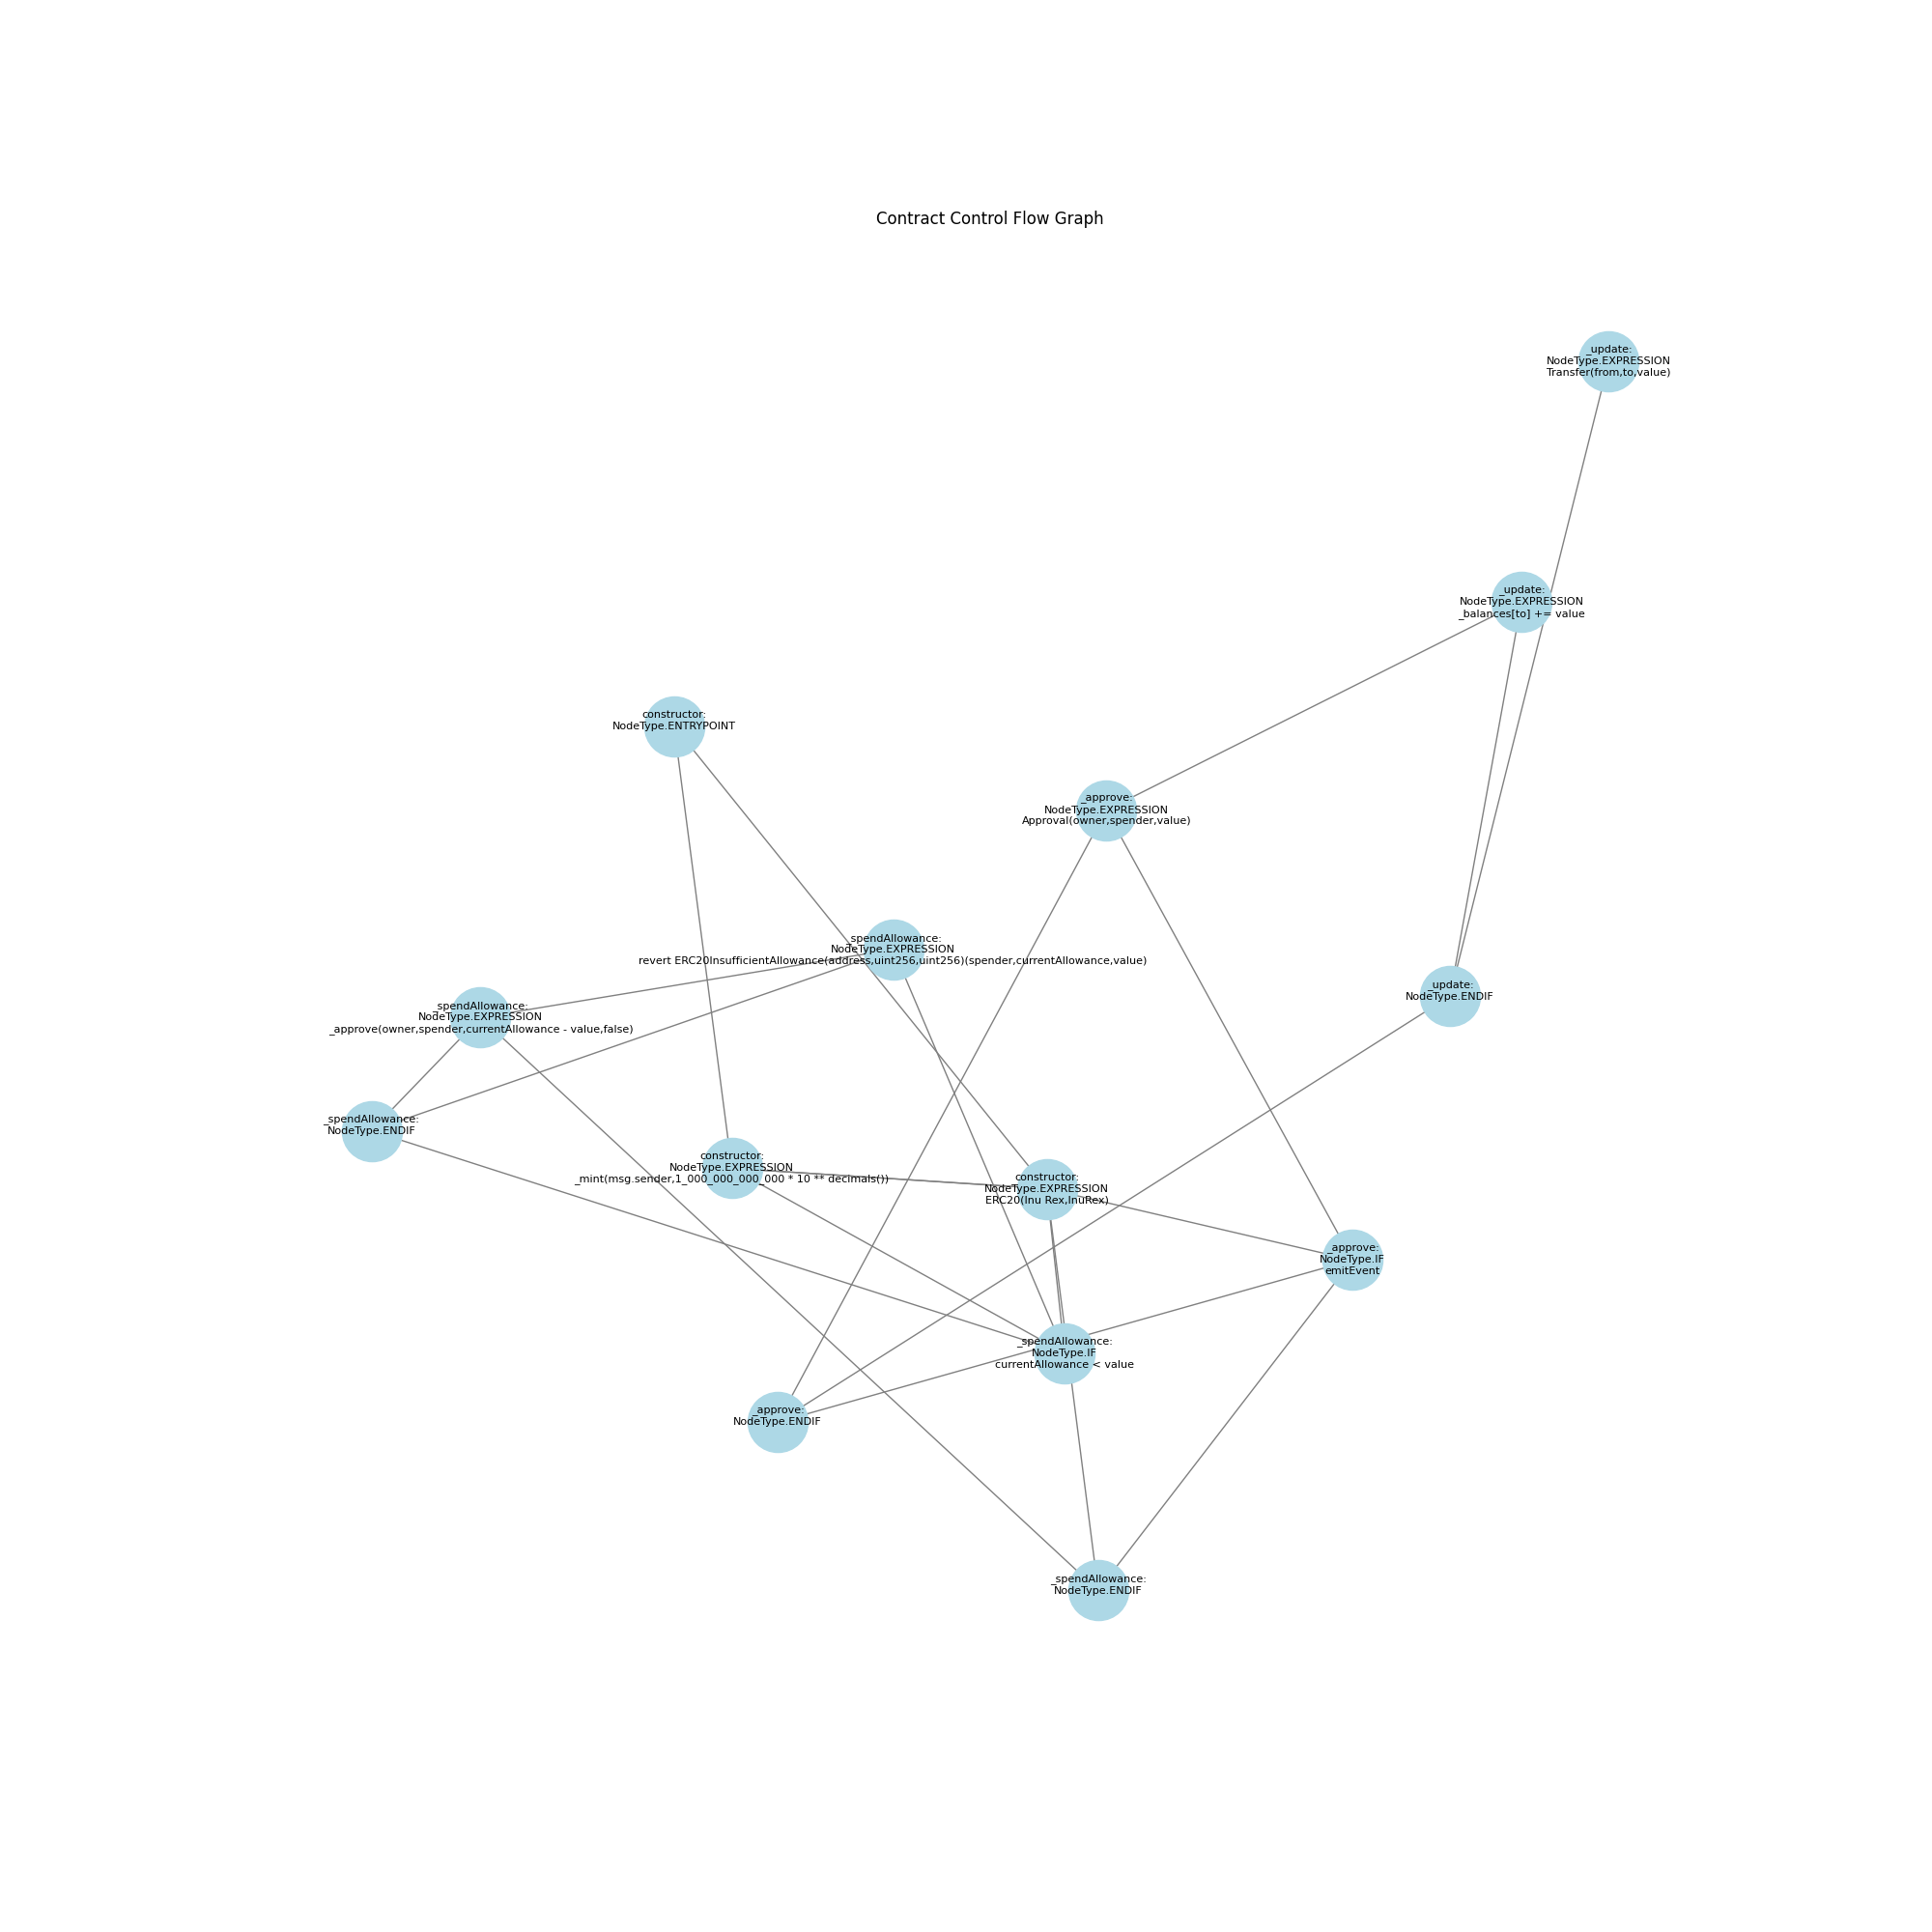 Contract Control Flow Graph
_update:
NodeType.EXPRESSION
Transfer(from,to,value)
_update:
NodeType.EXPRESSION
_balances[to] += value
constructor:
NodeType.ENTRYPOINT
_approve:
NodeType.EXPRESSION
Approval(owner,spender,value)
_spendAllowance:
NodeType.EXPRESSION
revert ERC20InsufficientAllowance(address,uint256,uint256)(spender,currentAllowance,value)
_update:
NodeType.ENDIF
_spendAllowance:
NodeType.EXPRESSION
_approve(owner,spender,currentAllowance - value,false)
_spendAllowance:
NodeType.ENDIF
constructor:
NodeType.EXPRESSION
_mint(msg.sender,1_000_000_000_000 * 10 ** decimals())
constructor:
NodeType.EXPRESSION
ERC20(Inu Rex,InuRex)
_approve:
NodeType.IF
emitEvent
_spendAllowance:
NodeType.IF
currentAllowance < value
_approve:
NodeType.ENDIF
_spendAllowance:
NodeType.ENDIF